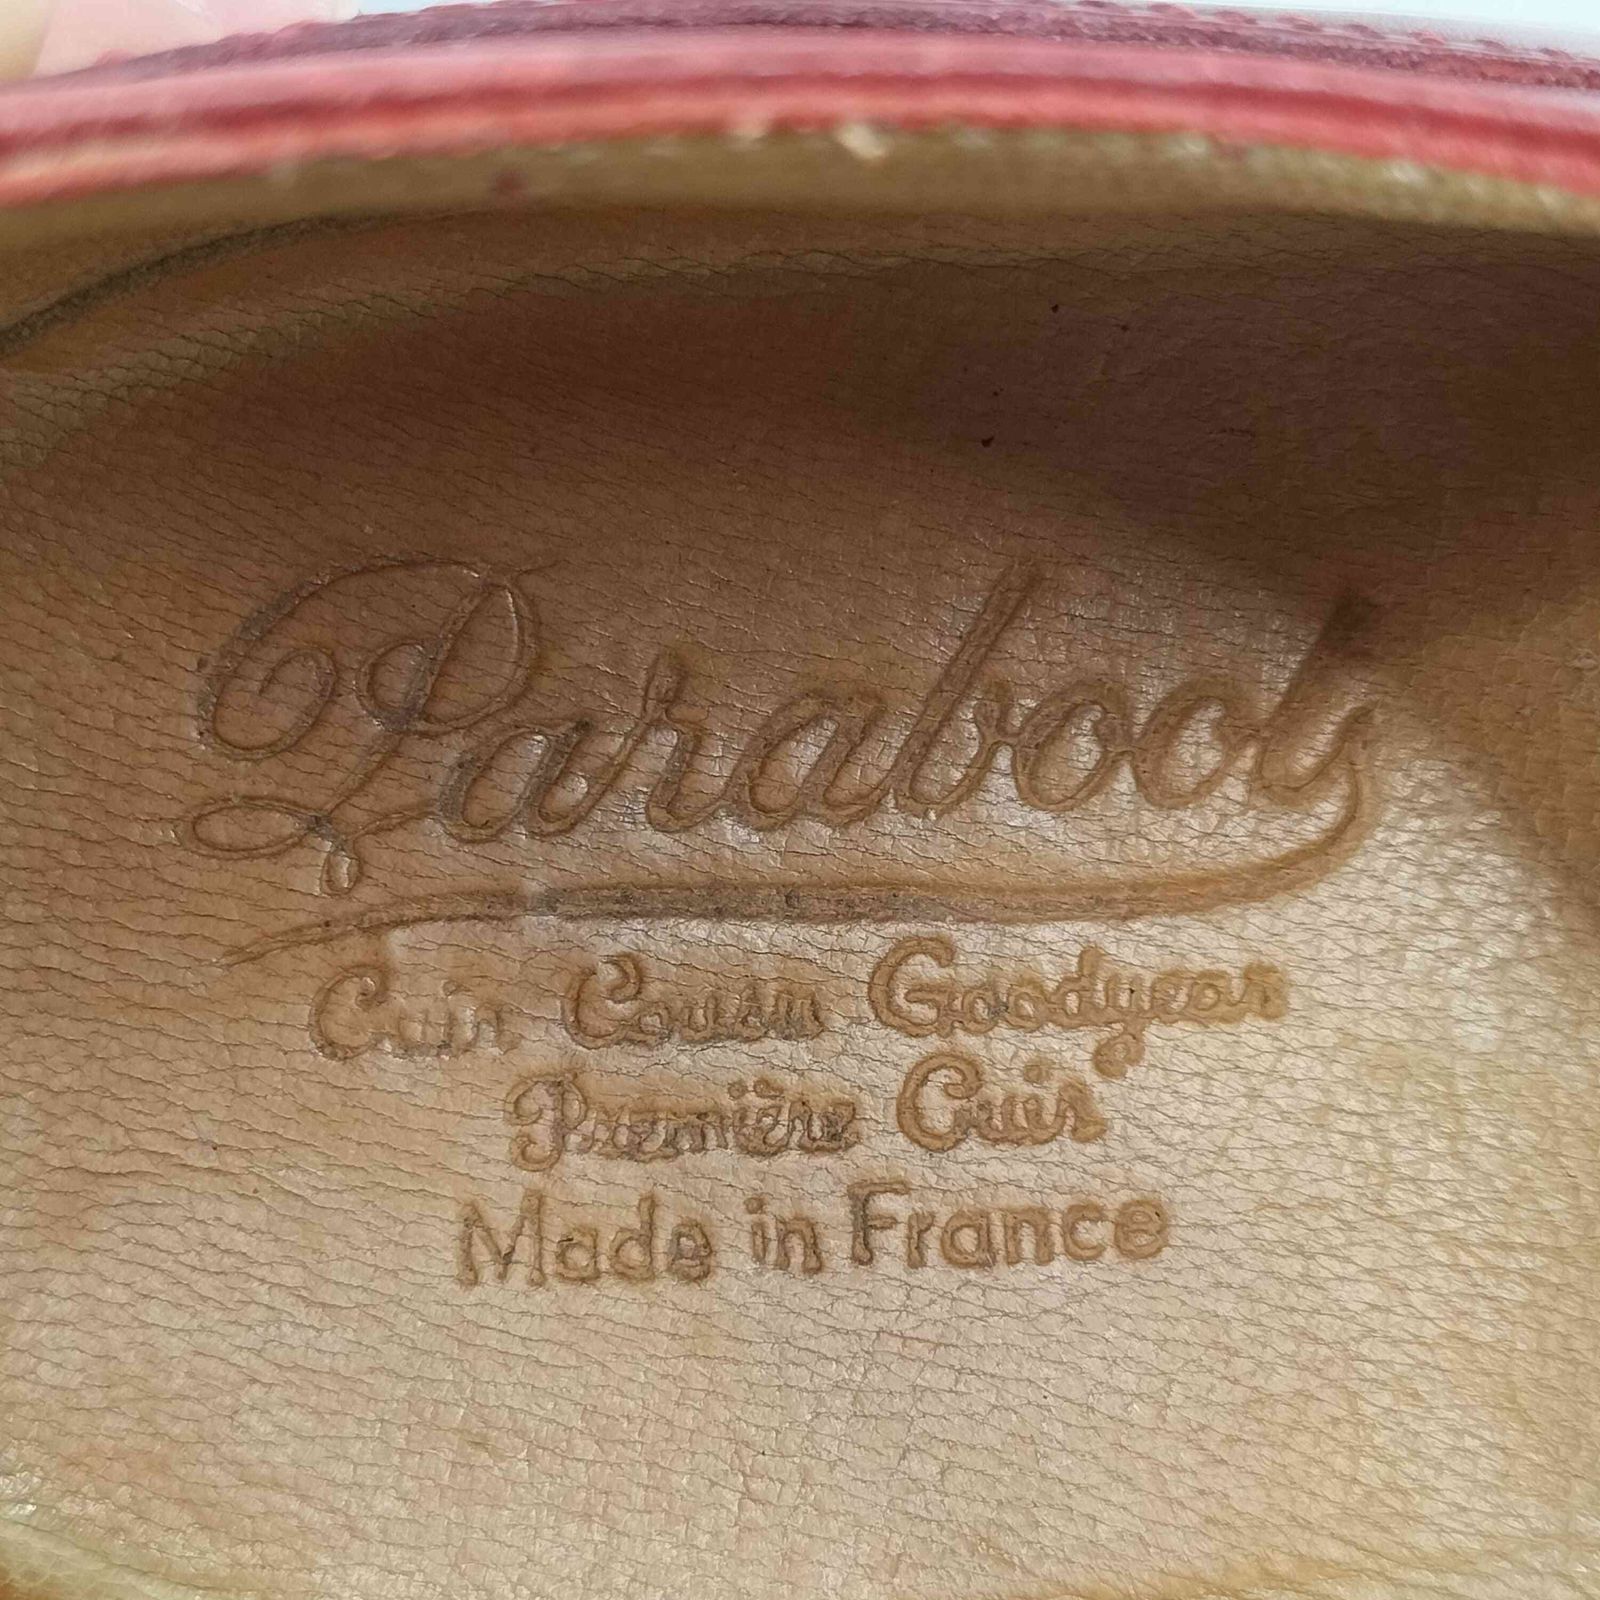 Paraboot
Cuir Cousu Goodyear
Première Cuir
Made in France